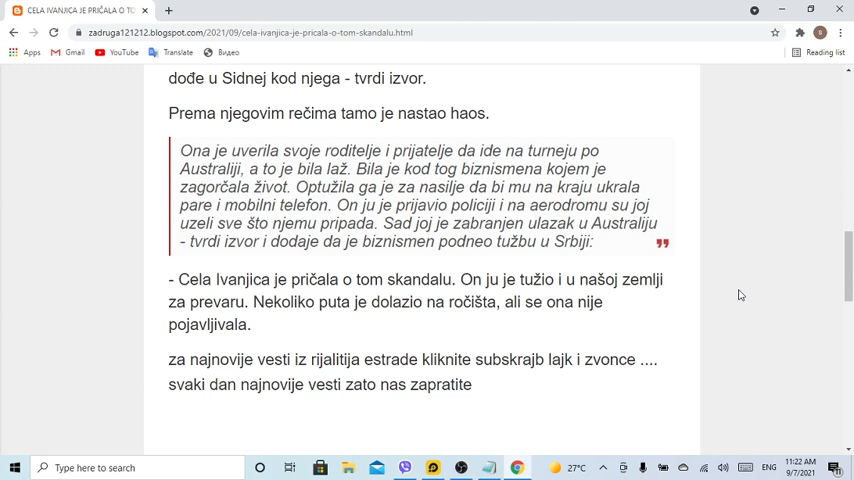 CELA IVANJICA JE PRIČALA O TO
zadruga121212.blogspot.com/2021/09/cela-ivanjica-je-pricala-o-tom-skandalu.html
Apps Gmail YouTube Translate Видео Reading list
dođe u Sidnej kod njega - tvrdi izvor.
Prema njegovim rečima tamo je nastao haos.
Ona je uverila svoje roditelje i prijatelje da ide na turneju po
Australiji, a to je bila laž. Bila je kod tog biznismena kojem je
zagorčala život. Optužila ga je za nasilje da bi mu na kraju ukrala
pare i mobilni telefon. On ju je prijavio policiji i na aerodromu su joj
uzeli sve što njemu pripada. Sad joj je zabranjen ulazak u Australiju
- tvrdi izvor i dodaje da je biznismen podneo tužbu u Srbiji:
- Cela Ivanjica je pričala o tom skandalu. On ju je tužio i u našoj zemlji
za prevaru. Nekoliko puta je dolazio na ročišta, ali se ona nije
pojavljivala.
za najnovije vesti iz rijalitija estrade kliknite subskrajb lajk i zvonce ....
svaki dan najnovije vesti zato nas zapratite
Type here to search 27°C ENG 11:22 AM
9/7/2021